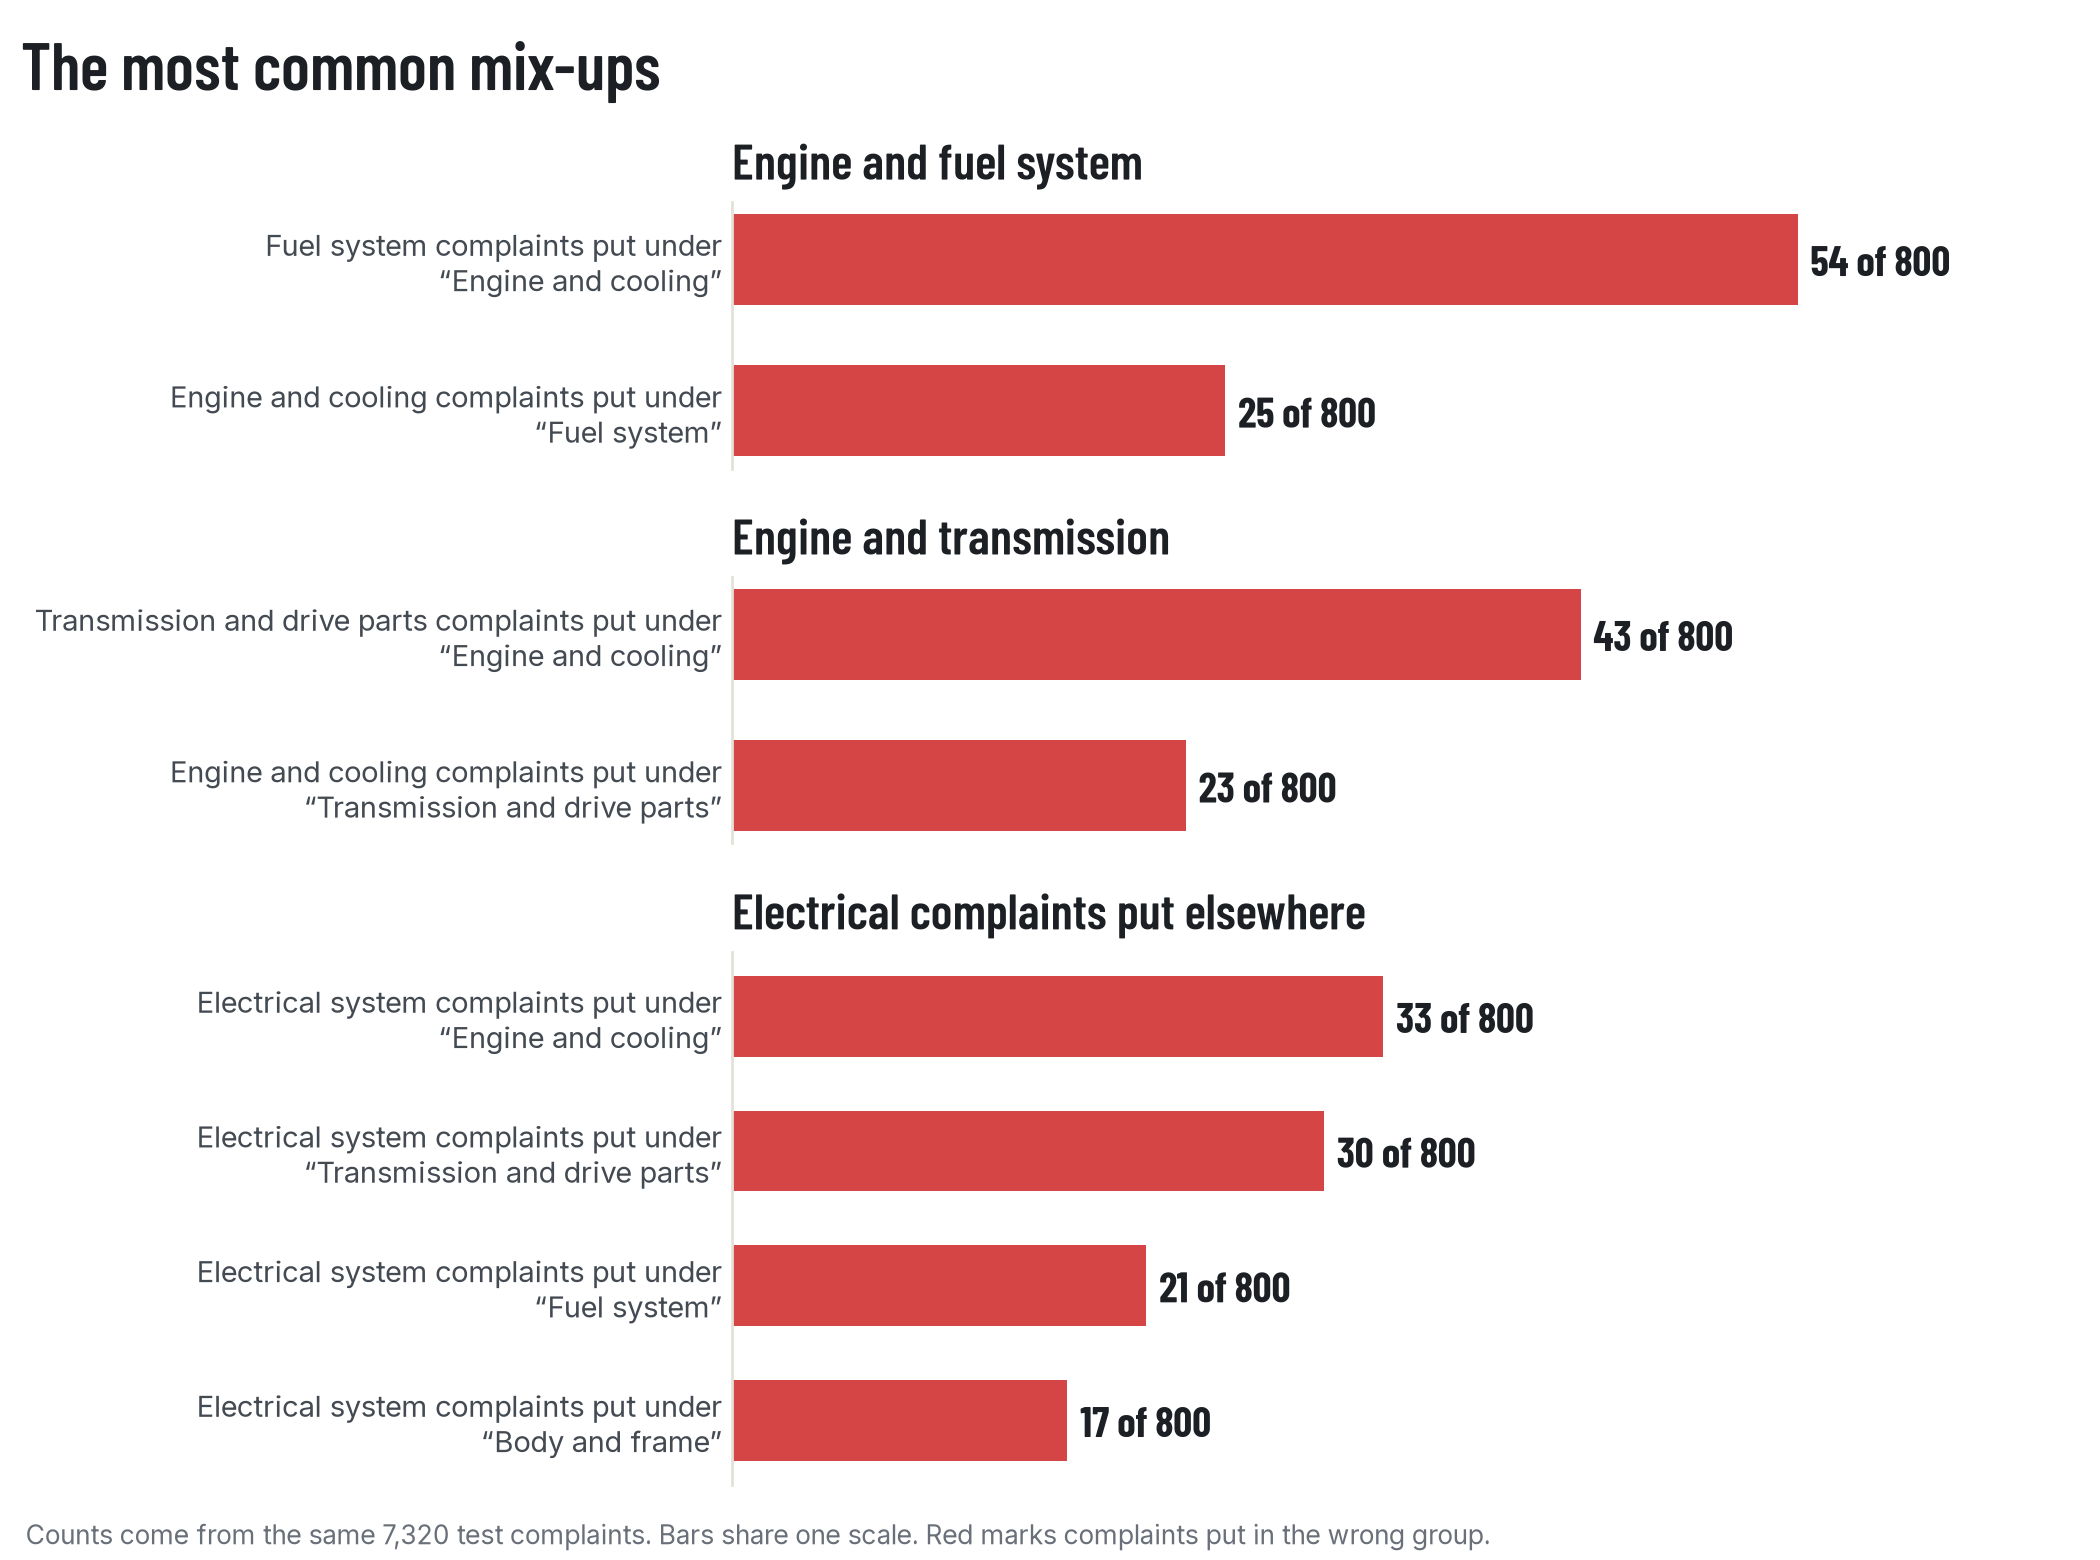 The most common mix-ups
Engine and fuel system
Fuel system complaints put under
“Engine and cooling”
54 of 800
Engine and cooling complaints put under
“Fuel system”
25 of 800
Engine and transmission
Transmission and drive parts complaints put under
“Engine and cooling”
43 of 800
Engine and cooling complaints put under
“Transmission and drive parts”
23 of 800
Electrical complaints put elsewhere
Electrical system complaints put under
“Engine and cooling”
33 of 800
Electrical system complaints put under
“Transmission and drive parts”
30 of 800
Electrical system complaints put under
“Fuel system”
21 of 800
Electrical system complaints put under
“Body and frame”
17 of 800
Counts come from the same 7,320 test complaints. Bars share one scale. Red marks complaints put in the wrong group.